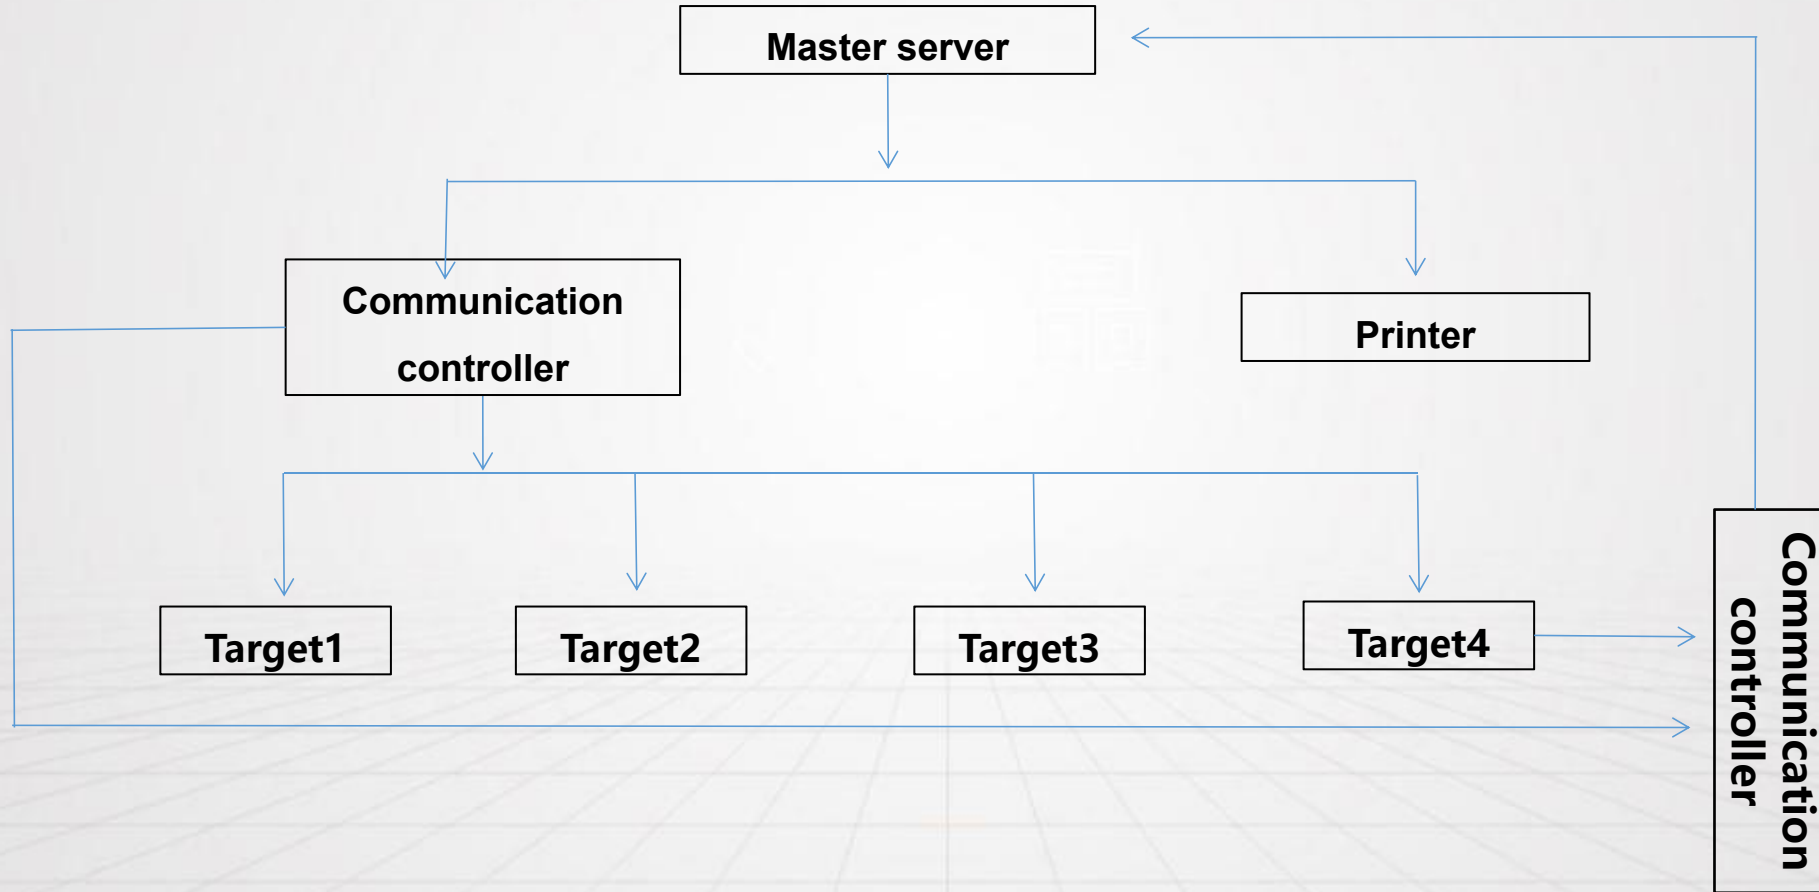 Master server
Communication
controller
Printer
Target1
Target2
Target3
Target4
Communication
controller